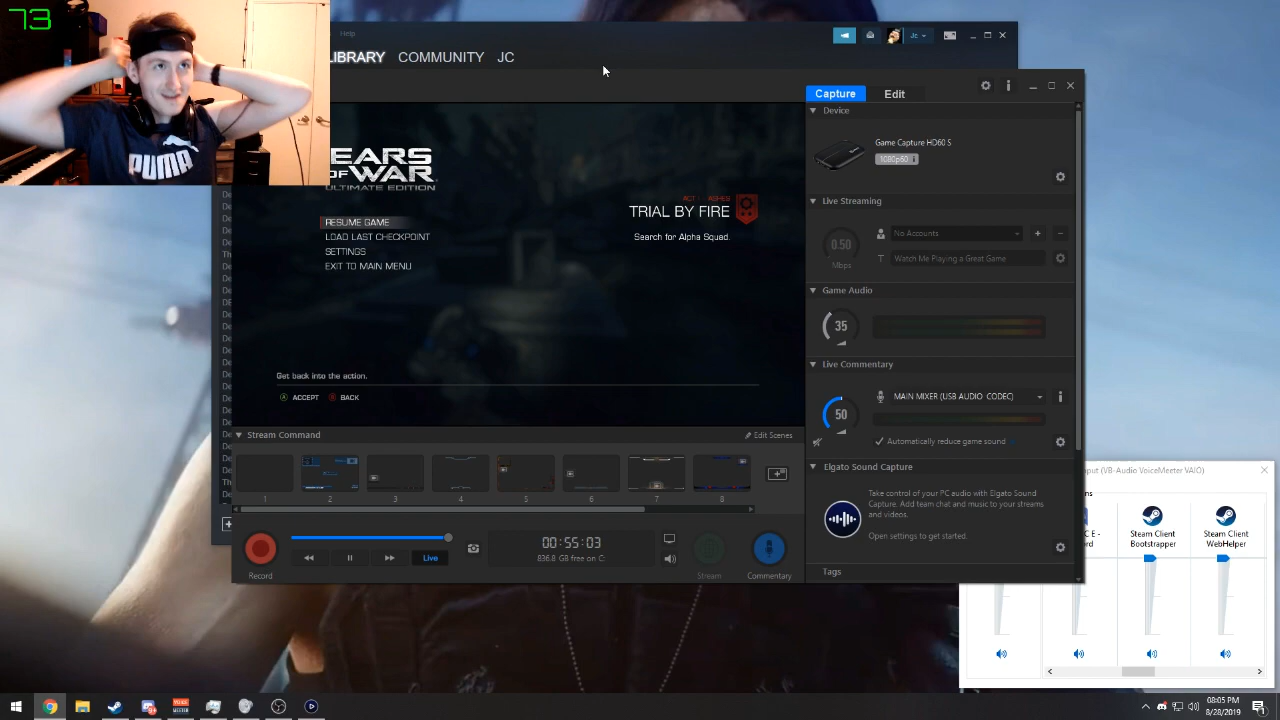 73
PUMA
Help
LIBRARY
COMMUNITY
JC
Jc
Capture
Edit
Device
Game Capture HD60 S
1080p60
EARS
OF WAR
ULTIMATE EDITION
RESUME GAME
LOAD LAST CHECKPOINT
SETTINGS
EXIT TO MAIN MENU
TRIAL BY FIRE
Search for Alpha Squad.
Get back into the action.
A ACCEPT B BACK
Live Streaming
0.50
Mbps
No Accounts
Watch Me Playing a Great Game
Game Audio
35
Live Commentary
50
MAIN MIXER (USB AUDIO CODEC)
Automatically reduce game sound
Elgato Sound Capture
Take control of your PC audio with Elgato Sound
Capture. Add team chat and music to your streams
and videos.
Open settings to get started.
Tags
Stream Command
Edit Scenes
1 2 3 4 5 6 7 8
Live
00:55:03
836.8 GB free on C:
Record
Stream
Commentary
put (VB-Audio VoiceMeeter VAIO)
Steam Client
Bootstrapper
Steam Client
WebHelper
08:05 PM
8/28/2019